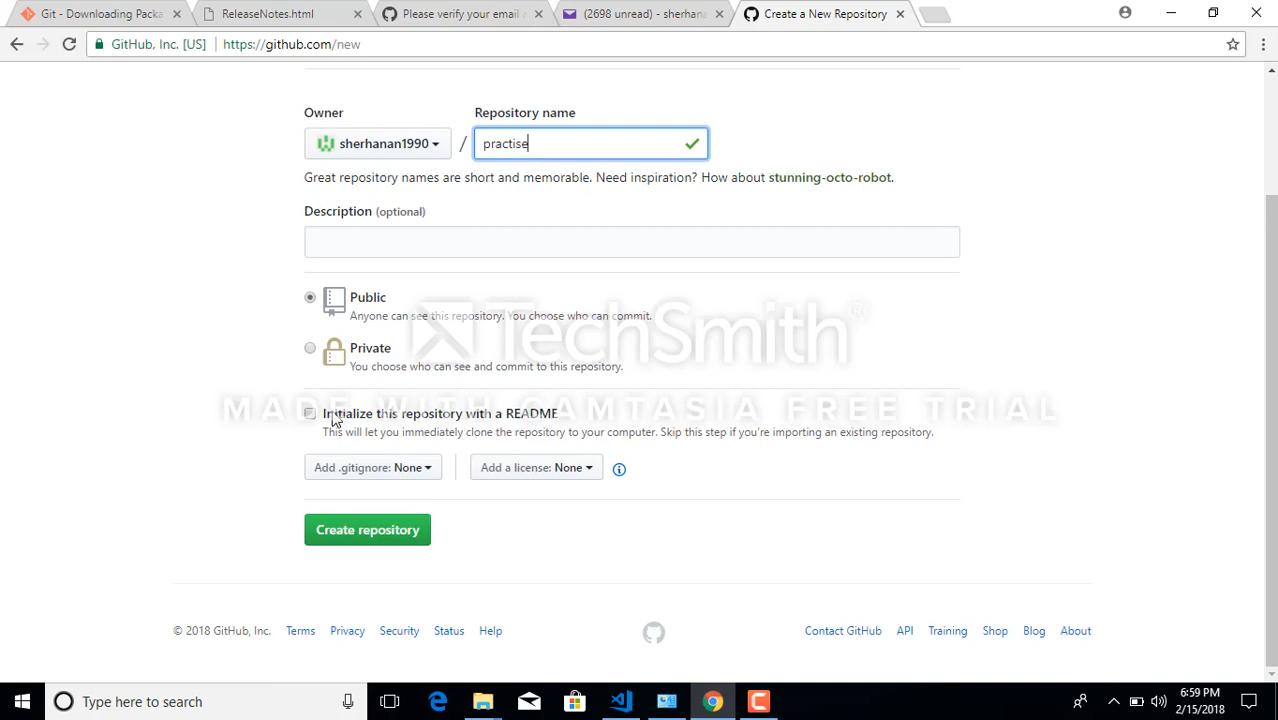 Git - Downloading Packa
ReleaseNotes.html
Please verify your email a
(2698 unread) - sherhana
Create a New Repository
GitHub, Inc. [US]
https://github.com/new
Owner
Repository name
sherhanan1990
/
practise
Great repository names are short and memorable. Need inspiration? How about stunning-octo-robot.
Description (optional)
Public
Anyone can see this repository. You choose who can commit.
TechSmith®
Private
You choose who can see and commit to this repository.
MADE WITH CAMTASIA FREE TRIAL
Initialize this repository with a README
This will let you immediately clone the repository to your computer. Skip this step if you're importing an existing repository.
Add .gitignore: None
Add a license: None
Create repository
© 2018 GitHub, Inc.
Terms
Privacy
Security
Status
Help
Contact GitHub
API
Training
Shop
Blog
About
Type here to search
6:59 PM
2/15/2018